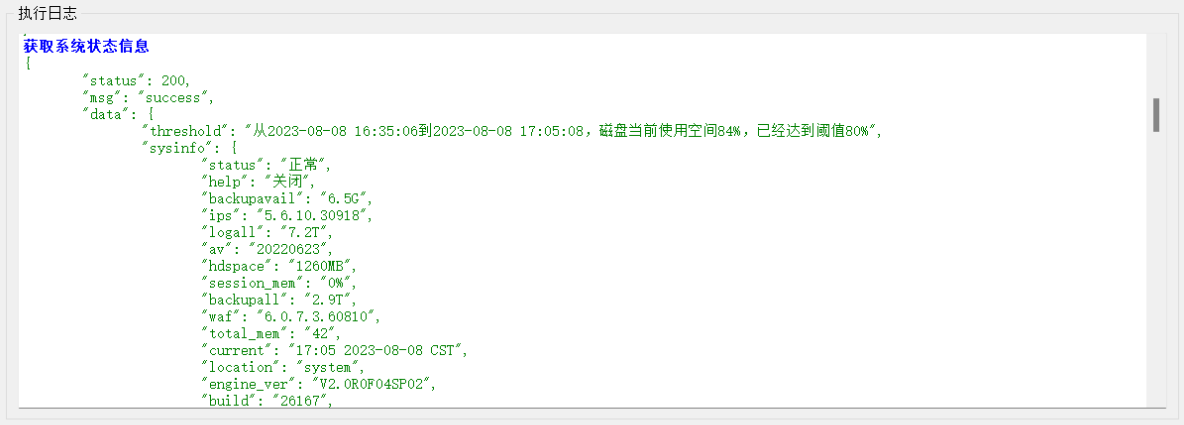 执行日志
获取系统状态信息
{
"status": 200,
"msg": "success",
"data": {
"threshold": "从2023-08-08 16:35:06到2023-08-08 17:05:08，磁盘当前使用空间84%，已经达到阈值80%",
"sysinfo": {
"status": "正常",
"help": "关闭",
"backupavail": "6.5G",
"ips": "5.6.10.30918",
"logall": "7.2T",
"av": "20220623",
"hdspace": "1260MB",
"session_mem": "0%",
"backupall": "2.9T",
"waf": "6.0.7.3.60810",
"total_mem": "42",
"current": "17:05 2023-08-08 CST",
"location": "system",
"engine_ver": "V2.0R0F04SP02",
"build": "26167",